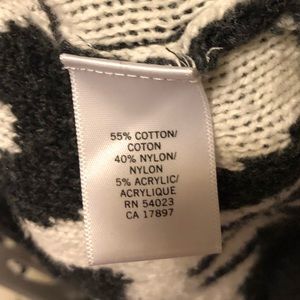 55% COTTON/
COTON
40% NYLON/
NYLON
5% ACRYLIC/
ACRYLIQUE
RN 54023
CA 17897